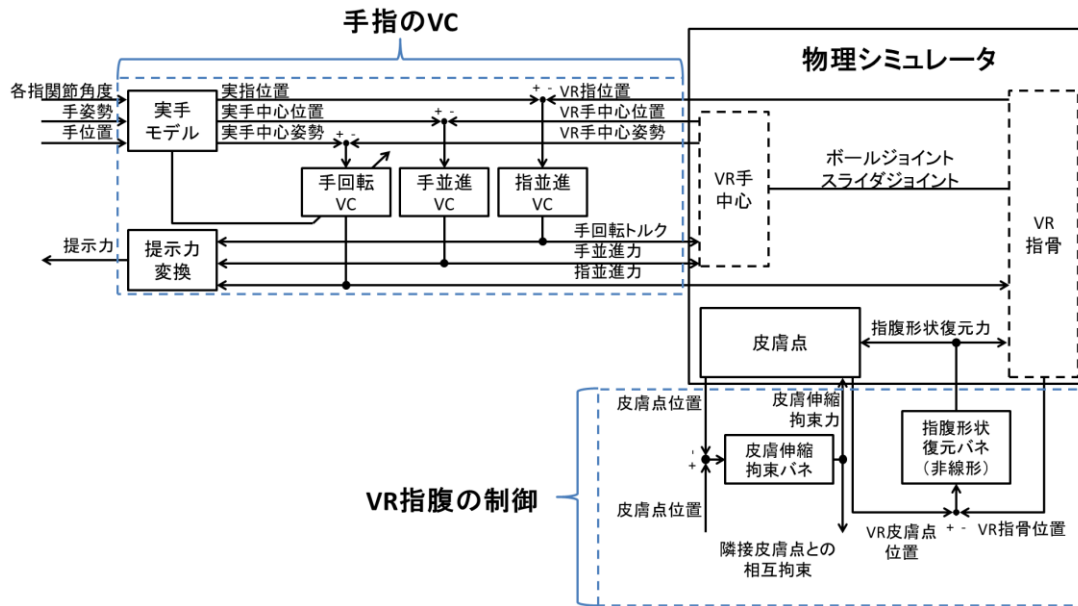 手指のVC
物理シミュレータ
各指関節角度
手姿勢
手位置
実手
モデル
実指位置
実手中心位置
実手中心姿勢
+ -
+ -
+ -
VR指位置
VR手中心位置
VR手中心姿勢
手回転
VC
手並進
VC
指並進
VC
VR手
中心
ボールジョイント
スライダジョイント
VR
指骨
提示力
提示力
変換
手回転トルク
手並進力
指並進力
皮膚点
指腹形状復元力
皮膚点位置
皮膚伸縮
拘束力
-
+
皮膚伸縮
拘束バネ
指腹形状
復元バネ
（非線形）
VR指腹の制御
皮膚点位置
隣接皮膚点との
相互拘束
VR皮膚点
位置
+ -
VR指骨位置